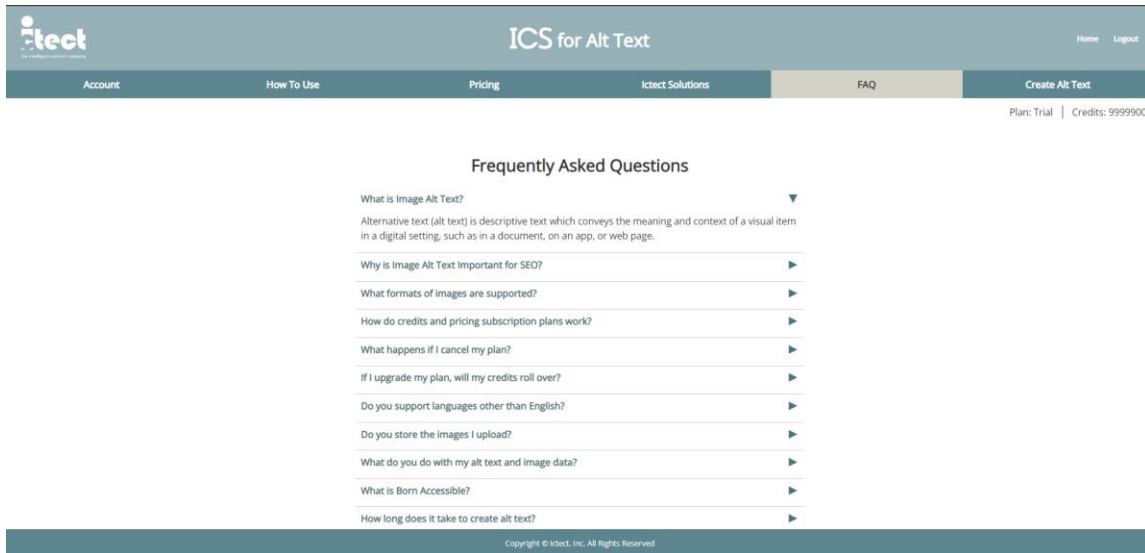 ictect
the intelligent content company
ICS for Alt Text
Home Logout
Account How To Use Pricing Ictect Solutions FAQ Create Alt Text
Plan: Trial | Credits: 9999900
Frequently Asked Questions
What is Image Alt Text?
Alternative text (alt text) is descriptive text which conveys the meaning and context of a visual item
in a digital setting, such as in a document, on an app, or web page.
Why is Image Alt Text Important for SEO?
What formats of images are supported?
How do credits and pricing subscription plans work?
What happens if I cancel my plan?
If I upgrade my plan, will my credits roll over?
Do you support languages other than English?
Do you store the images I upload?
What do you do with my alt text and image data?
What is Born Accessible?
How long does it take to create alt text?
Copyright © Ictect, Inc. All Rights Reserved